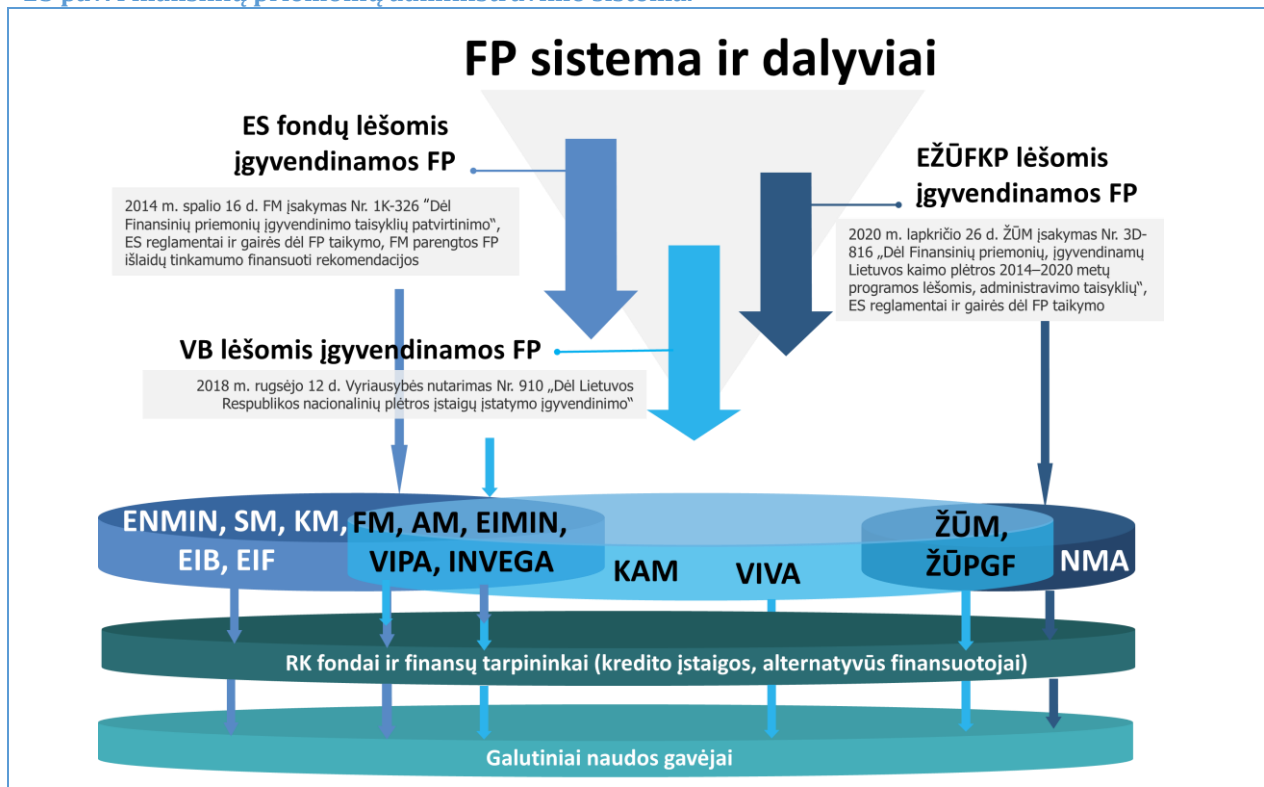 FP sistema ir dalyviai
ES fondų lėšomis
įgyvendinamos FP
2014 m. spalio 16 d. FM įsakymas Nr. 1K-326 “Dėl
Finansinių priemonių įgyvendinimo taisyklių patvirtinimo“,
ES reglamentai ir gairės dėl FP taikymo, FM parengtos FP
išlaidų tinkamumo finansuoti rekomendacijos
EŽŪFKP lėšomis
įgyvendinamos FP
2020 m. lapkričio 26 d. ŽŪM įsakymas Nr. 3D-
816 „Dėl Finansinių priemonių, įgyvendinamų
Lietuvos kaimo plėtros 2014–2020 metų
programos lėšomis, administravimo taisyklių“,
ES reglamentai ir gairės dėl FP taikymo
VB lėšomis įgyvendinamos FP
2018 m. rugsėjo 12 d. Vyriausybės nutarimas Nr. 910 „Dėl Lietuvos
Respublikos nacionalinių plėtros įstaigų įstatymo įgyvendinimo“
ENMIN, SM, KM,
EIB, EIF
FM, AM, EIMIN,
VIPA, INVEGA
KAM
VIVA
ŽŪM,
ŽŪPGF
NMA
RK fondai ir finansų tarpininkai (kredito įstaigos, alternatyvūs finansuotojai)
Galutiniai naudos gavėjai